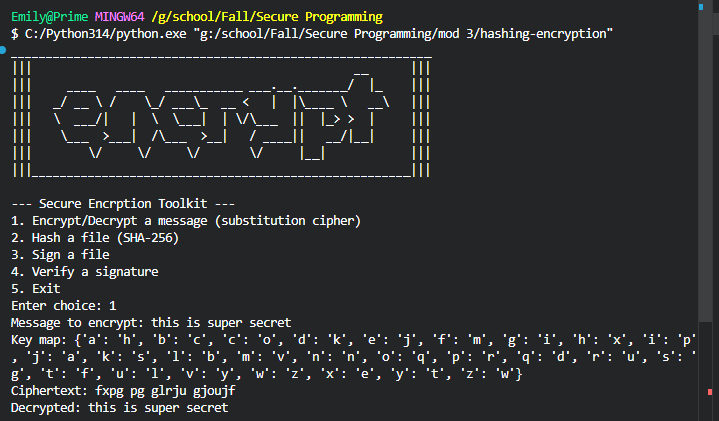 Emily@Prime MINGW64 /g/school/Fall/Secure Programming
$ C:/Python314/python.exe "g:/school/Fall/Secure Programming/mod 3/hashing-encryption"
encrypt
--- Secure Encrption Toolkit ---
1. Encrypt/Decrypt a message (substitution cipher)
2. Hash a file (SHA-256)
3. Sign a file
4. Verify a signature
5. Exit
Enter choice: 1
Message to encrypt: this is super secret
Key map: {'a': 'h', 'b': 'c', 'c': 'o', 'd': 'k', 'e': 'j', 'f': 'm', 'g': 'i', 'h': 'x', 'i': 'p'
, 'j': 'a', 'k': 's', 'l': 'b', 'm': 'v', 'n': 'n', 'o': 'q', 'p': 'r', 'q': 'd', 'r': 'u', 's': '
g', 't': 'f', 'u': 'l', 'v': 'y', 'w': 'z', 'x': 'e', 'y': 't', 'z': 'w'}
Ciphertext: fxpg pg glrju gjoujf
Decrypted: this is super secret